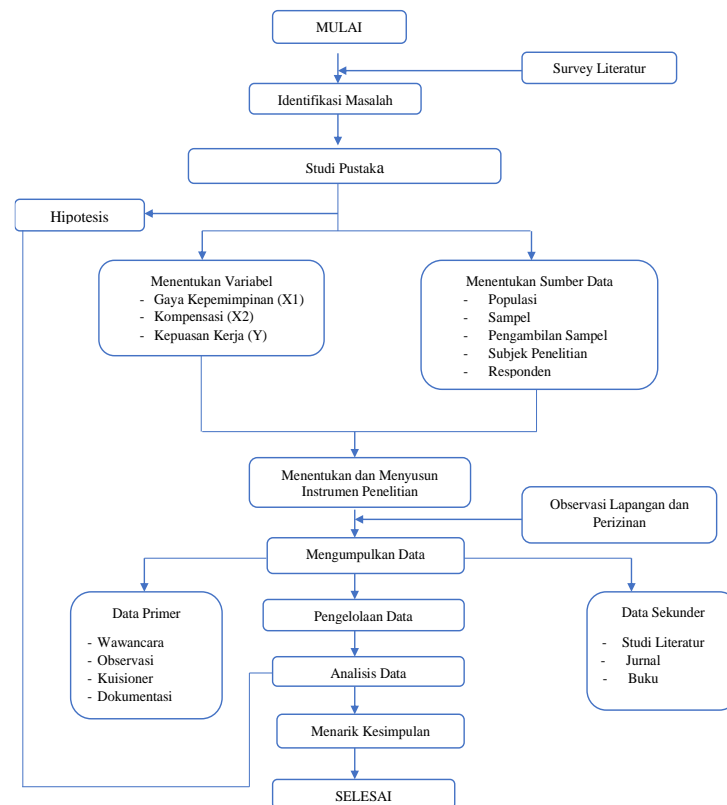 MULAI
Survey Literatur
Identifikasi Masalah
Studi Pustaka
Hipotesis
Menentukan Variabel
- Gaya Kepemimpinan (X1)
- Kompensasi (X2)
- Kepuasan Kerja (Y)
Menentukan Sumber Data
- Populasi
- Sampel
- Pengambilan Sampel
- Subjek Penelitian
- Responden
Menentukan dan Menyusun
Instrumen Penelitian
Observasi Lapangan dan
Perizinan
Mengumpulkan Data
Data Primer
- Wawancara
- Observasi
- Kuisioner
- Dokumentasi
Pengelolaan Data
Data Sekunder
- Studi Literatur
- Jurnal
- Buku
Analisis Data
Menarik Kesimpulan
SELESAI